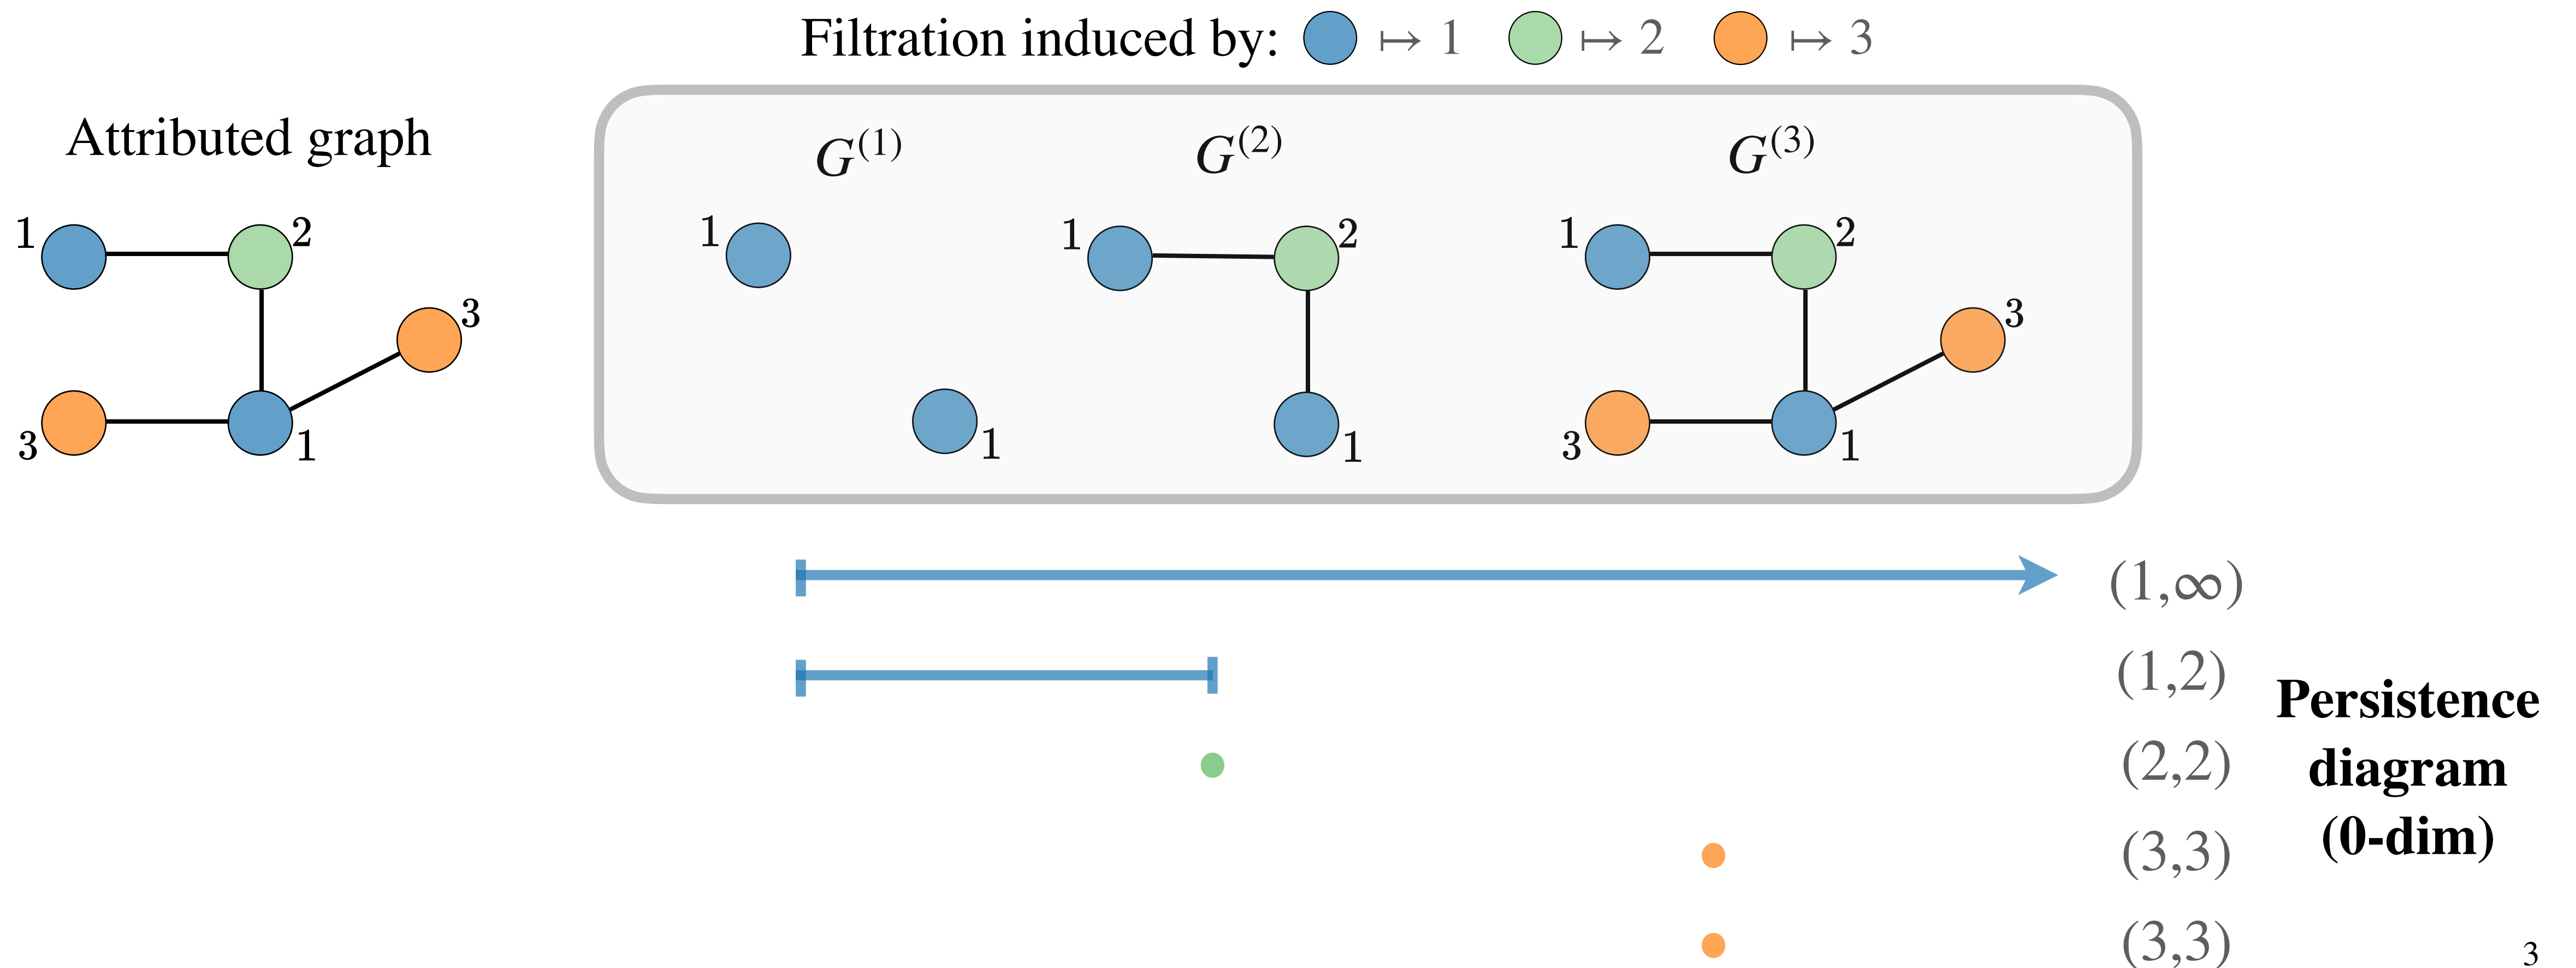 Filtration induced by: ↦ 1 ↦ 2 ↦ 3
Attributed graph
G^{(1)} G^{(2)} G^{(3)}
1 2 3 3 1
1 1
1 2 1
1 2 3 3 1
(1,∞)
(1,2)
(2,2)
(3,3)
(3,3)
Persistence
diagram
(0-dim)
3